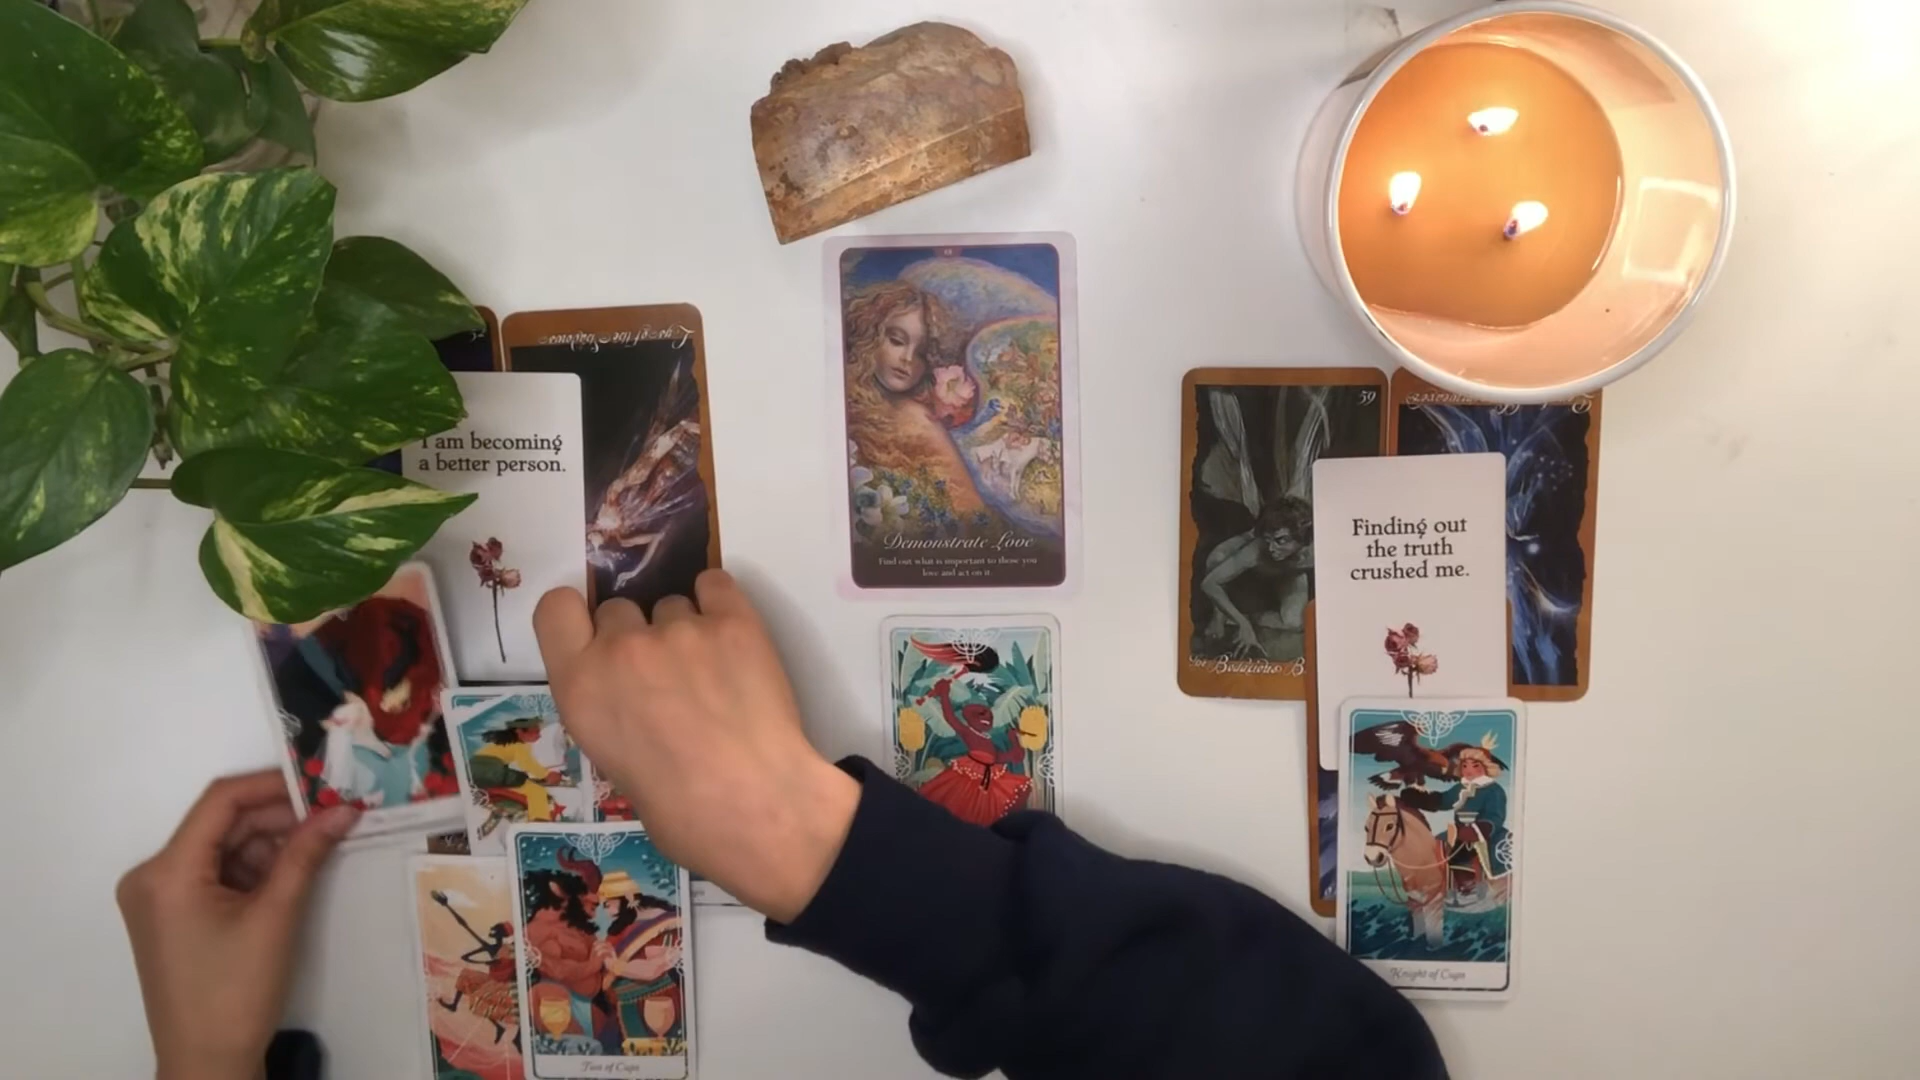 I am becoming
a better person.
Demonstrate Love
Find out what is important to those you
love and act on it.
59
Finding out
the truth
crushed me.
Knight of Cups
Two of Cups